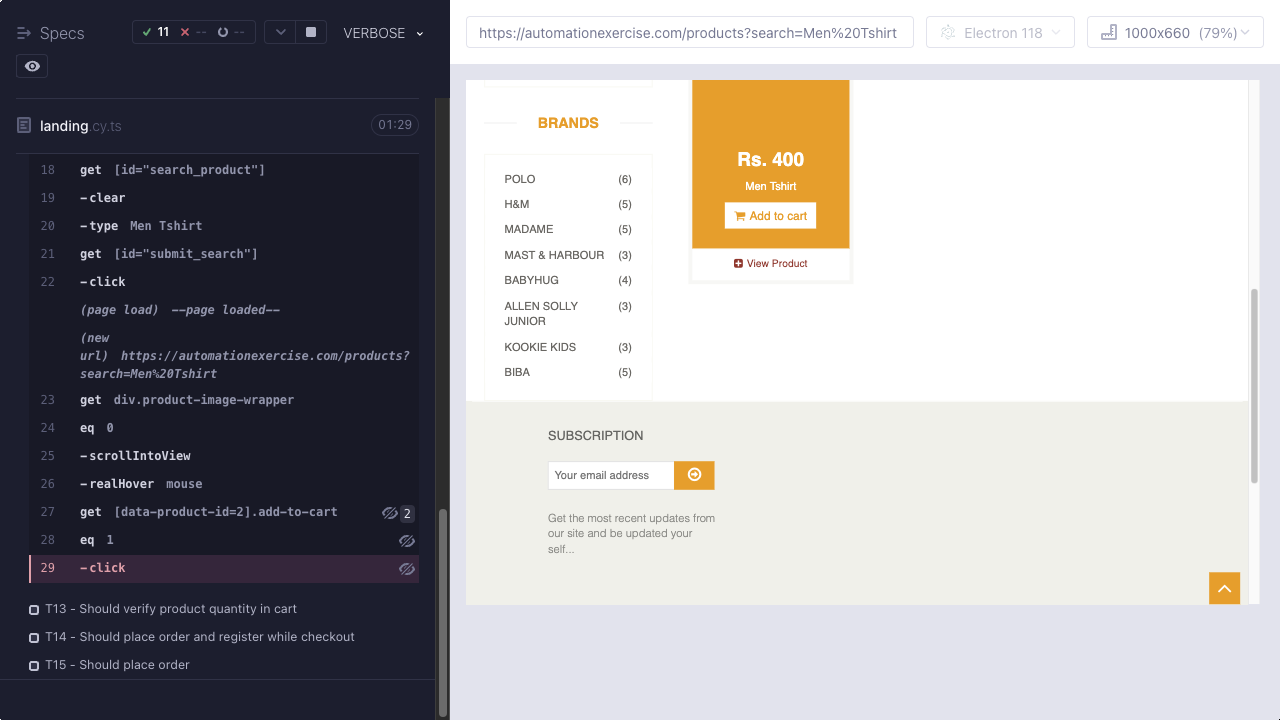 Specs
11 -- --
VERBOSE
landing.cy.ts
01:29
18 get [id="search_product"]
19 -clear
20 -type Men Tshirt
21 get [id="submit_search"]
22 -click
(page load) --page loaded--
(new
url) https://automationexercise.com/products?
search=Men%20Tshirt
23 get div.product-image-wrapper
24 eq 0
25 -scrollIntoView
26 -realHover mouse
27 get [data-product-id=2].add-to-cart 2
28 eq 1
29 -click
T13 - Should verify product quantity in cart
T14 - Should place order and register while checkout
T15 - Should place order
https://automationexercise.com/products?search=Men%20Tshirt
Electron 118
1000x660 (79%)
BRANDS
POLO (6)
H&M (5)
MADAME (5)
MAST & HARBOUR (3)
BABYHUG (4)
ALLEN SOLLY (3)
JUNIOR
KOOKIE KIDS (3)
BIBA (5)
Rs. 400
Men Tshirt
Add to cart
View Product
SUBSCRIPTION
Your email address
Get the most recent updates from
our site and be updated your
self...